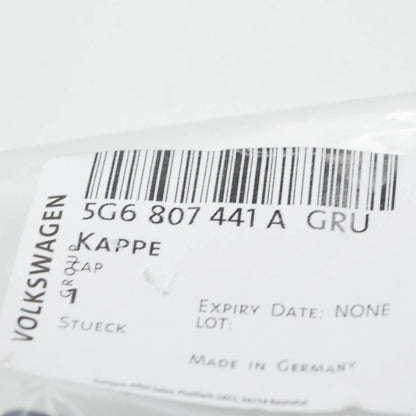 VOLKSWAGEN
GROUP
5G6 807 441 A GRU
KAPPE
CAP
1
STUECK
EXPIRY DATE: NONE
LOT:
MADE IN GERMANY